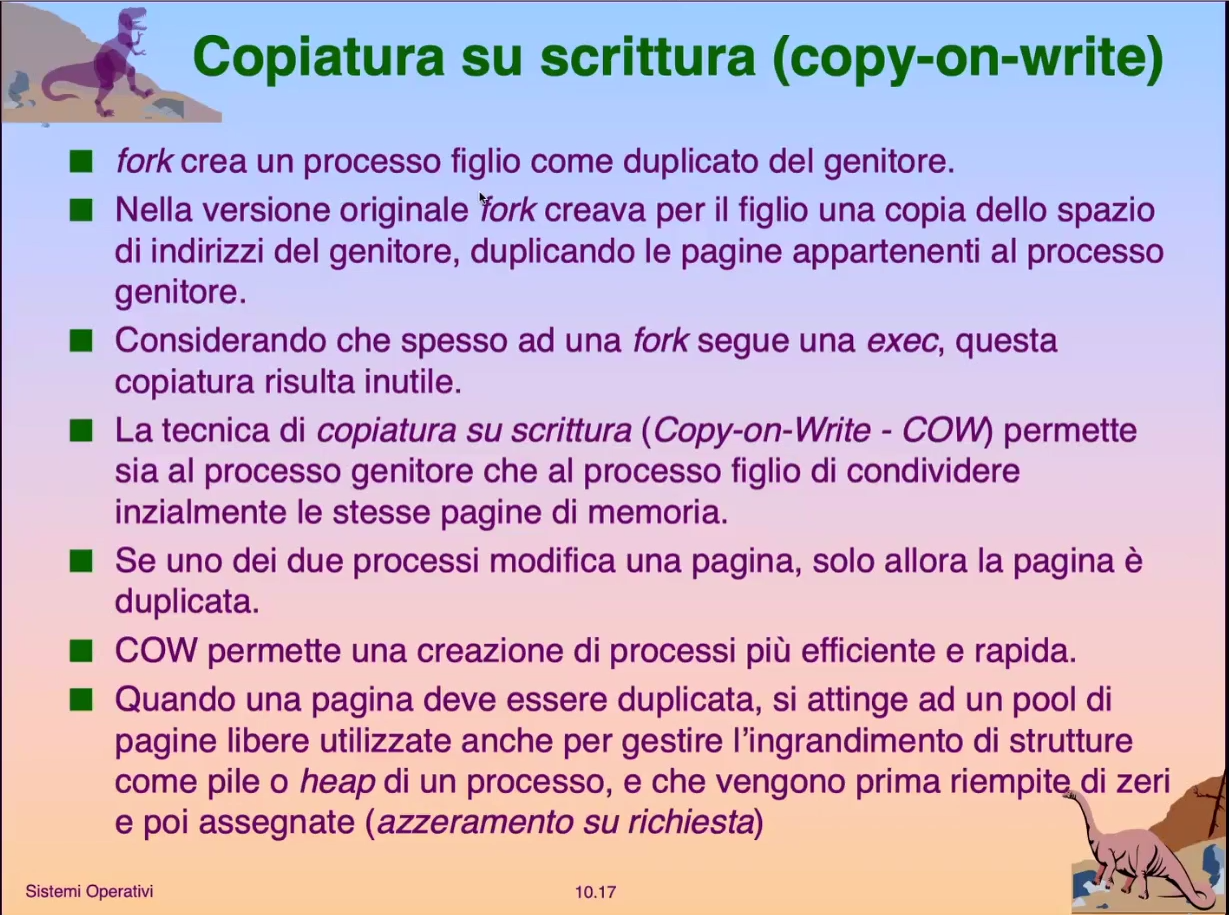 Copiatura su scrittura (copy-on-write)
fork crea un processo figlio come duplicato del genitore.
Nella versione originale fork creava per il figlio una copia dello spazio
di indirizzi del genitore, duplicando le pagine appartenenti al processo
genitore.
Considerando che spesso ad una fork segue una exec, questa
copiatura risulta inutile.
La tecnica di copiatura su scrittura (Copy-on-Write - COW) permette
sia al processo genitore che al processo figlio di condividere
inzialmente le stesse pagine di memoria.
Se uno dei due processi modifica una pagina, solo allora la pagina è
duplicata.
COW permette una creazione di processi più efficiente e rapida.
Quando una pagina deve essere duplicata, si attinge ad un pool di
pagine libere utilizzate anche per gestire l'ingrandimento di strutture
come pile o heap di un processo, e che vengono prima riempite di zeri
e poi assegnate (azzeramento su richiesta)
Sistemi Operativi
10.17